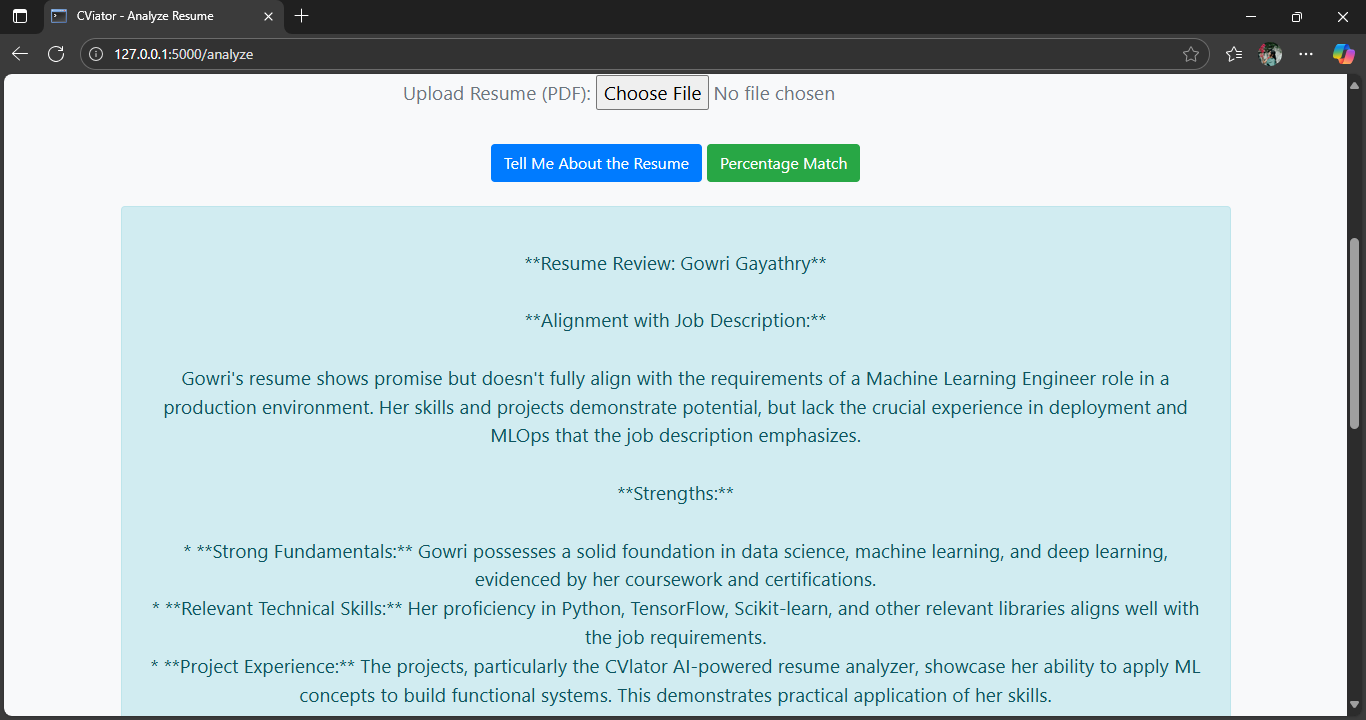 CViator - Analyze Resume
127.0.0.1:5000/analyze
Upload Resume (PDF): Choose File No file chosen
Tell Me About the Resume Percentage Match
**Resume Review: Gowri Gayathry**
**Alignment with Job Description:**
Gowri's resume shows promise but doesn't fully align with the requirements of a Machine Learning Engineer role in a
production environment. Her skills and projects demonstrate potential, but lack the crucial experience in deployment and
MLOps that the job description emphasizes.
**Strengths:**
* **Strong Fundamentals:** Gowri possesses a solid foundation in data science, machine learning, and deep learning,
evidenced by her coursework and certifications.
* **Relevant Technical Skills:** Her proficiency in Python, TensorFlow, Scikit-learn, and other relevant libraries aligns well with
the job requirements.
* **Project Experience:** The projects, particularly the CVIator AI-powered resume analyzer, showcase her ability to apply ML
concepts to build functional systems. This demonstrates practical application of her skills.